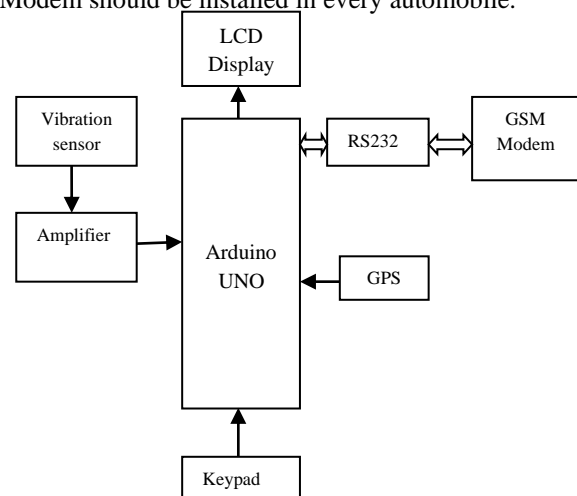 Modem should be installed in every automobile.
LCD
Display
Vibration
sensor
RS232
GSM
Modem
Amplifier
Arduino
UNO
GPS
Keypad